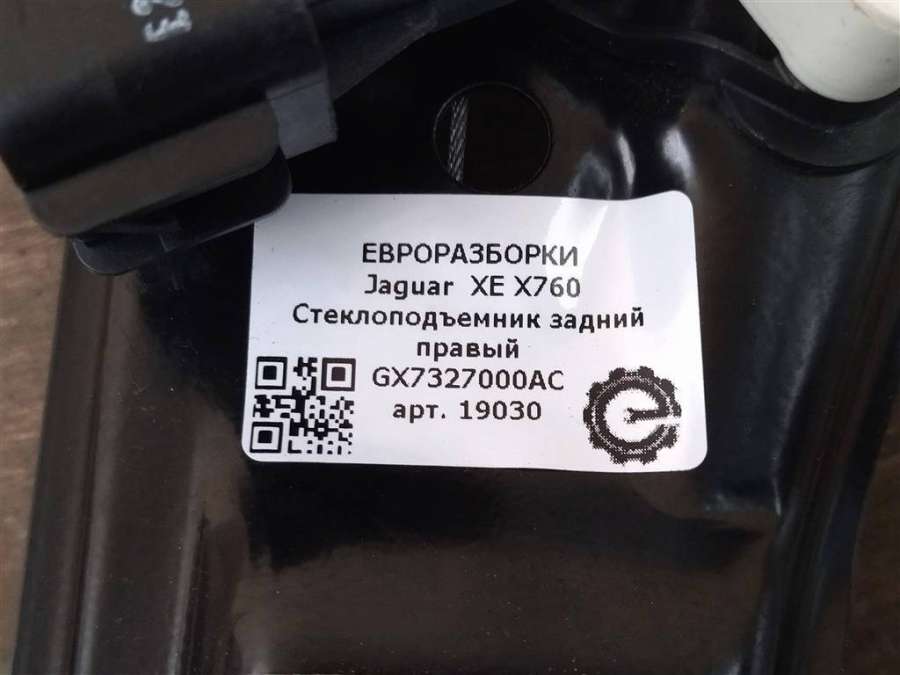 ЕВРОРАЗБОРКИ
Jaguar XE X760
Стеклоподъемник задний
правый
GX7327000AC
арт. 19030